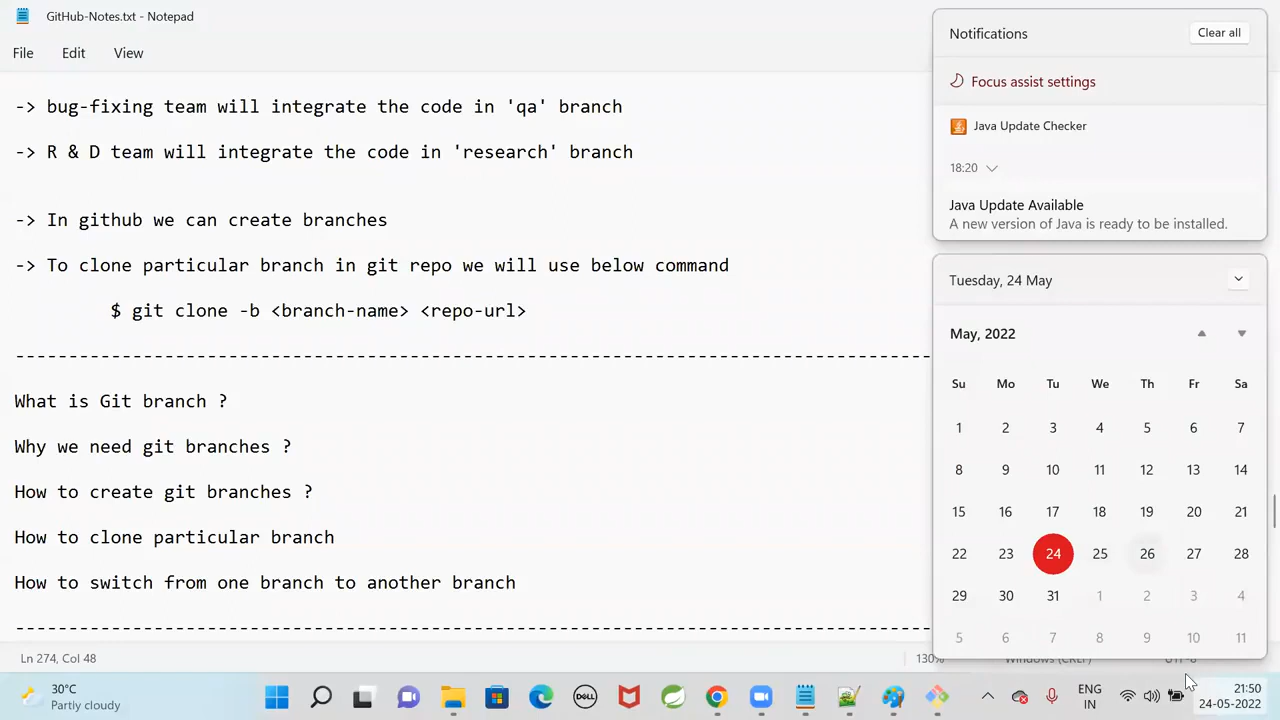 GitHub-Notes.txt - Notepad
File Edit View
-> bug-fixing team will integrate the code in 'qa' branch
-> R & D team will integrate the code in 'research' branch
-> In github we can create branches
-> To clone particular branch in git repo we will use below command
$ git clone -b <branch-name> <repo-url>
--------------------------------------------------------------------------------------
What is Git branch ?
Why we need git branches ?
How to create git branches ?
How to clone particular branch
How to switch from one branch to another branch
--------------------------------------------------------------------------------------
Ln 274, Col 48
130%
Windows (CRLF)
UTF-8
Notifications
Clear all
Focus assist settings
Java Update Checker
18:20
Java Update Available
A new version of Java is ready to be installed.
Tuesday, 24 May
May, 2022
Su Mo Tu We Th Fr Sa
1 2 3 4 5 6 7
8 9 10 11 12 13 14
15 16 17 18 19 20 21
22 23 24 25 26 27 28
29 30 31 1 2 3 4
5 6 7 8 9 10 11
30°C
Partly cloudy
DELL
ENG
IN
21:50
24-05-2022